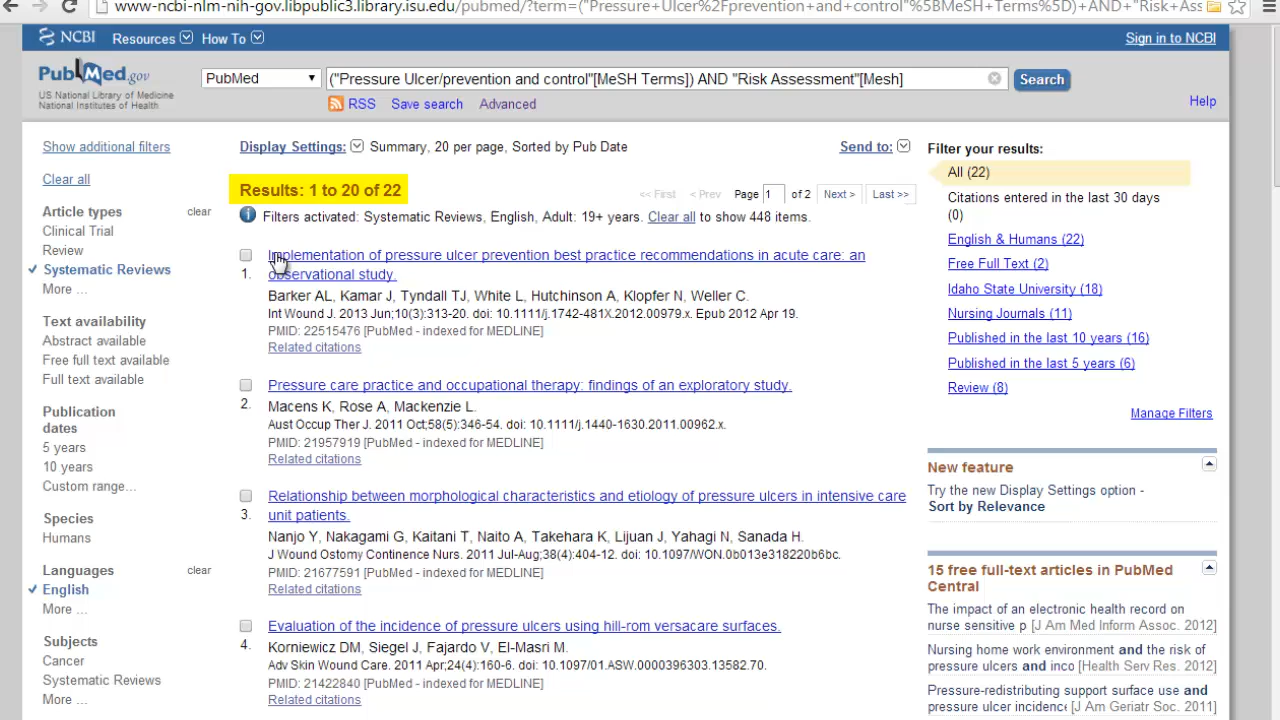 www-ncbi-nlm-nih-gov.libpublic3.library.isu.edu/pubmed/?term=("Pressure+Ulcer%2Fprevention+and+control"%5BMeSH+Terms%5D)+AND+"Risk+Ass
NCBI Resources How To Sign in to NCBI
PubMed.gov
US National Library of Medicine
National Institutes of Health
PubMed ("Pressure Ulcer/prevention and control"[MeSH Terms]) AND "Risk Assessment"[Mesh] Search
RSS Save search Advanced Help
Show additional filters
Clear all
Article types clear
Clinical Trial
Review
Systematic Reviews
More ...
Text availability
Abstract available
Free full text available
Full text available
Publication
dates
5 years
10 years
Custom range...
Species
Humans
Languages clear
English
More ...
Subjects
Cancer
Systematic Reviews
More ...
Display Settings: Summary, 20 per page, Sorted by Pub Date Send to:
Results: 1 to 20 of 22 << First < Prev Page 1 of 2 Next > Last >>
Filters activated: Systematic Reviews, English, Adult: 19+ years. Clear all to show 448 items.
Implementation of pressure ulcer prevention best practice recommendations in acute care: an
1. observational study.
Barker AL, Kamar J, Tyndall TJ, White L, Hutchinson A, Klopfer N, Weller C.
Int Wound J. 2013 Jun;10(3):313-20. doi: 10.1111/j.1742-481X.2012.00979.x. Epub 2012 Apr 19.
PMID: 22515476 [PubMed - indexed for MEDLINE]
Related citations
Pressure care practice and occupational therapy: findings of an exploratory study.
2. Macens K, Rose A, Mackenzie L.
Aust Occup Ther J. 2011 Oct;58(5):346-54. doi: 10.1111/j.1440-1630.2011.00962.x.
PMID: 21957919 [PubMed - indexed for MEDLINE]
Related citations
Relationship between morphological characteristics and etiology of pressure ulcers in intensive care
3. unit patients.
Nanjo Y, Nakagami G, Kaitani T, Naito A, Takehara K, Lijuan J, Yahagi N, Sanada H.
J Wound Ostomy Continence Nurs. 2011 Jul-Aug;38(4):404-12. doi: 10.1097/WON.0b013e318220b6bc.
PMID: 21677591 [PubMed - indexed for MEDLINE]
Related citations
Evaluation of the incidence of pressure ulcers using hill-rom versacare surfaces.
4. Korniewicz DM, Siegel J, Fajardo V, El-Masri M.
Adv Skin Wound Care. 2011 Apr;24(4):160-6. doi: 10.1097/01.ASW.0000396303.13582.70.
PMID: 21422840 [PubMed - indexed for MEDLINE]
Related citations
Filter your results:
All (22)
Citations entered in the last 30 days
(0)
English & Humans (22)
Free Full Text (2)
Idaho State University (18)
Nursing Journals (11)
Published in the last 10 years (16)
Published in the last 5 years (6)
Review (8)
Manage Filters
New feature
Try the new Display Settings option -
Sort by Relevance
15 free full-text articles in PubMed
Central
The impact of an electronic health record on
nurse sensitive p [J Am Med Inform Assoc. 2012]
Nursing home work environment and the risk of
pressure ulcers and inco [Health Serv Res. 2012]
Pressure-redistributing support surface use and
pressure ulcer incidenc [J Am Geriatr Soc. 2011]